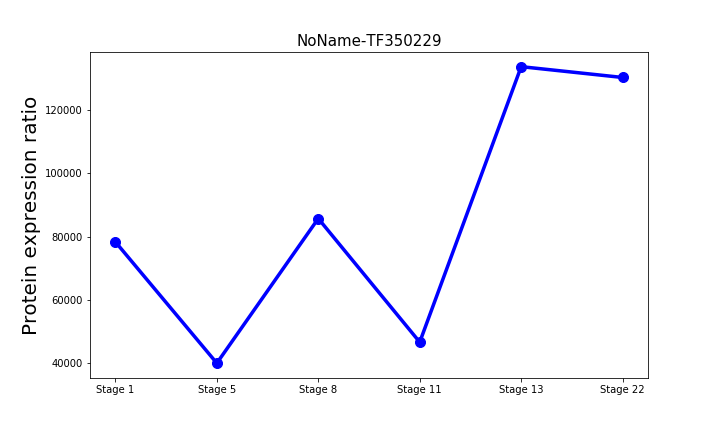 NoName-TF350229
Protein expression ratio
120000
100000
80000
60000
40000
Stage 1 Stage 5 Stage 8 Stage 11 Stage 13 Stage 22